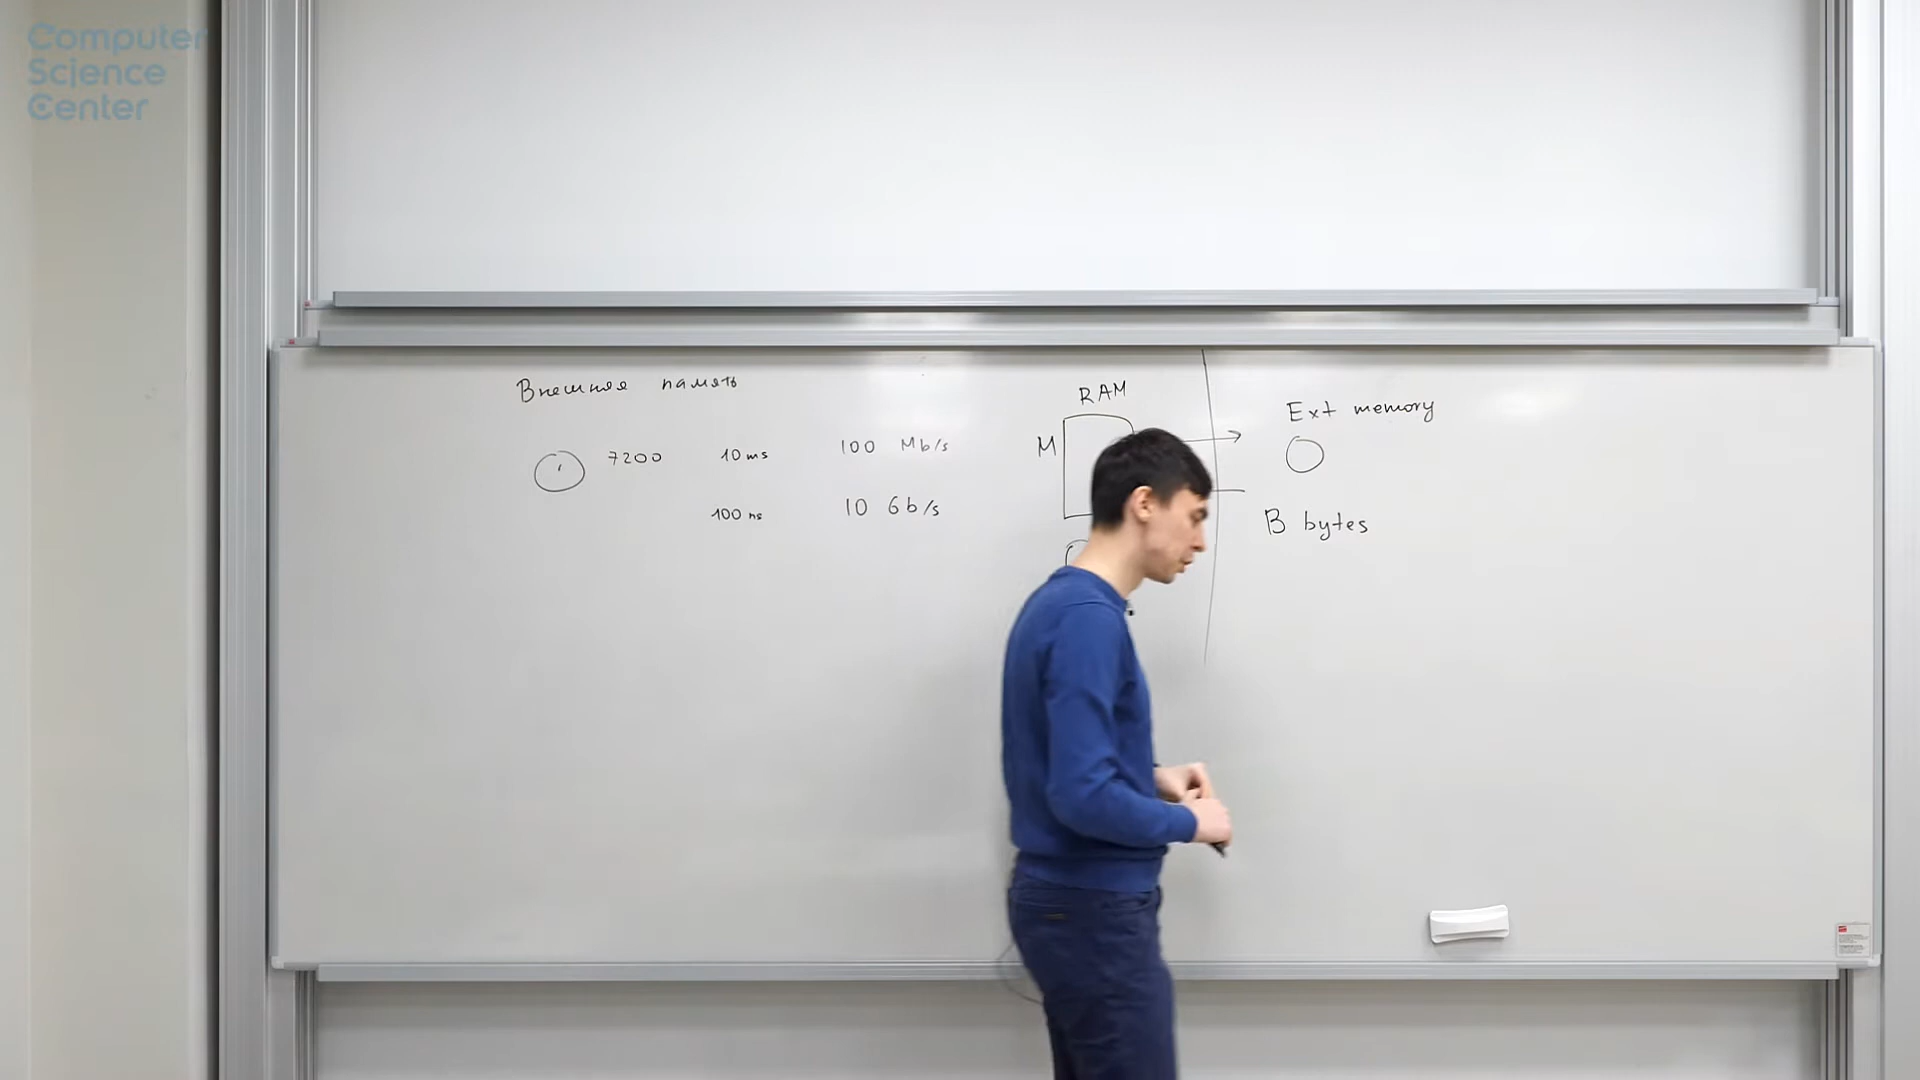 Computer
Science
Center
Внешняя память
7200 10 ms 100 Mb/s
100 ns 10 Gb/s
RAM
M
Ext memory
B bytes